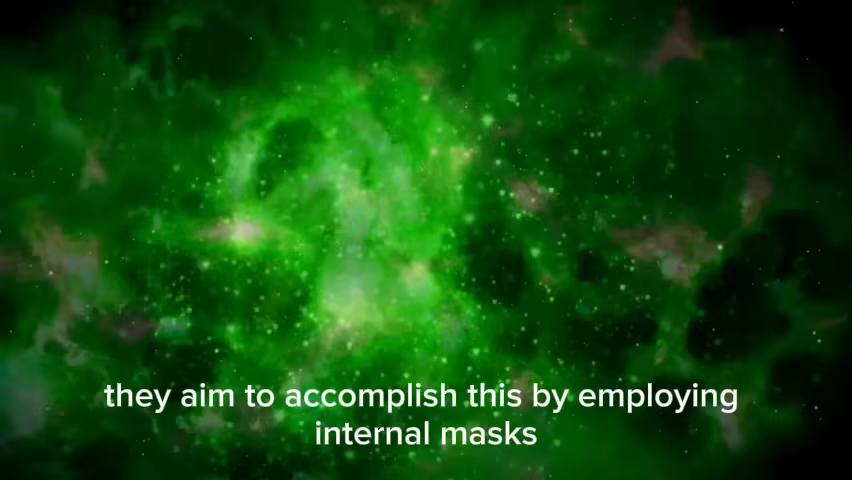 they aim to accomplish this by employing
internal masks